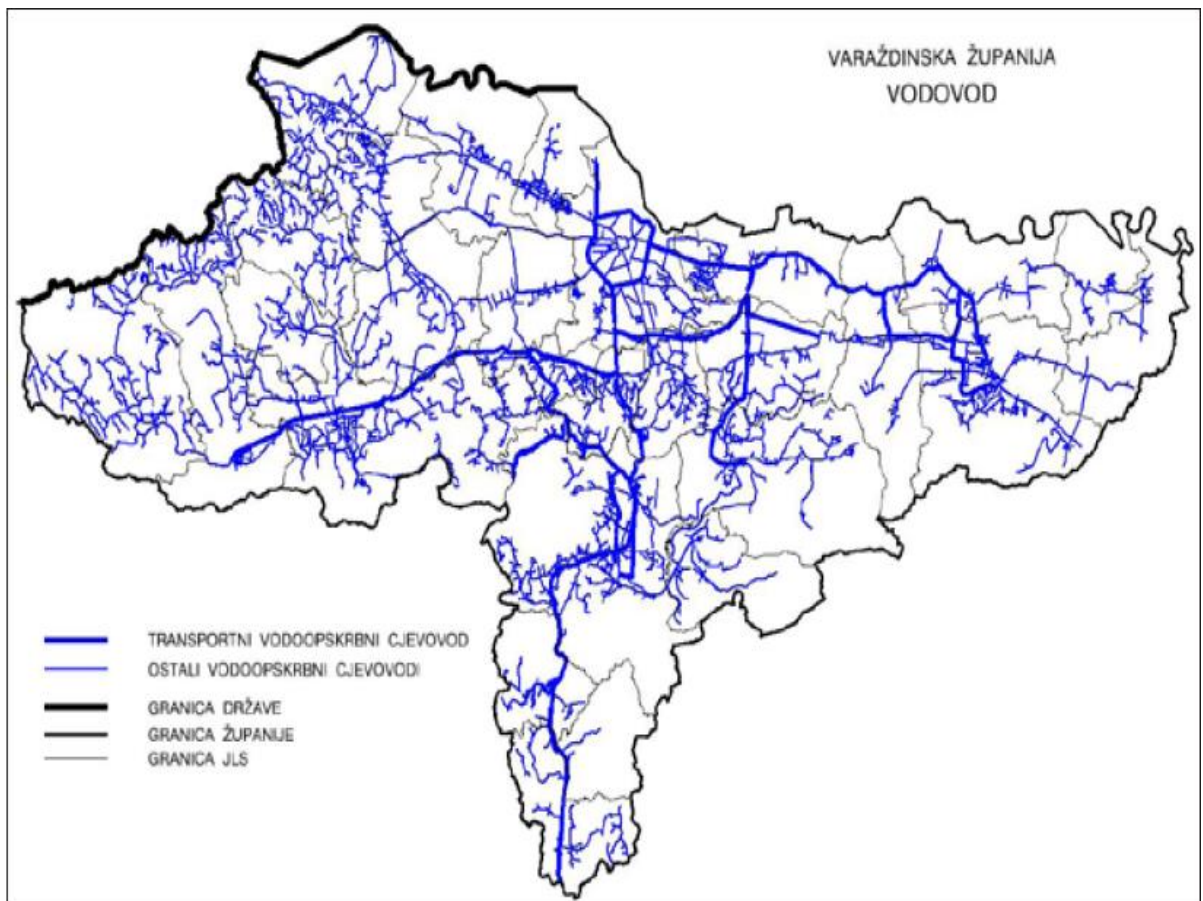 VARAŽDINSKA ŽUPANIJA
VODOVOD
TRANSPORTNI VODOOPSKRBNI CJEVOVOD
OSTALI VODOOPSKRBNI CJEVOVODI
GRANICA DRŽAVE
GRANICA ŽUPANIJE
GRANICA JLS